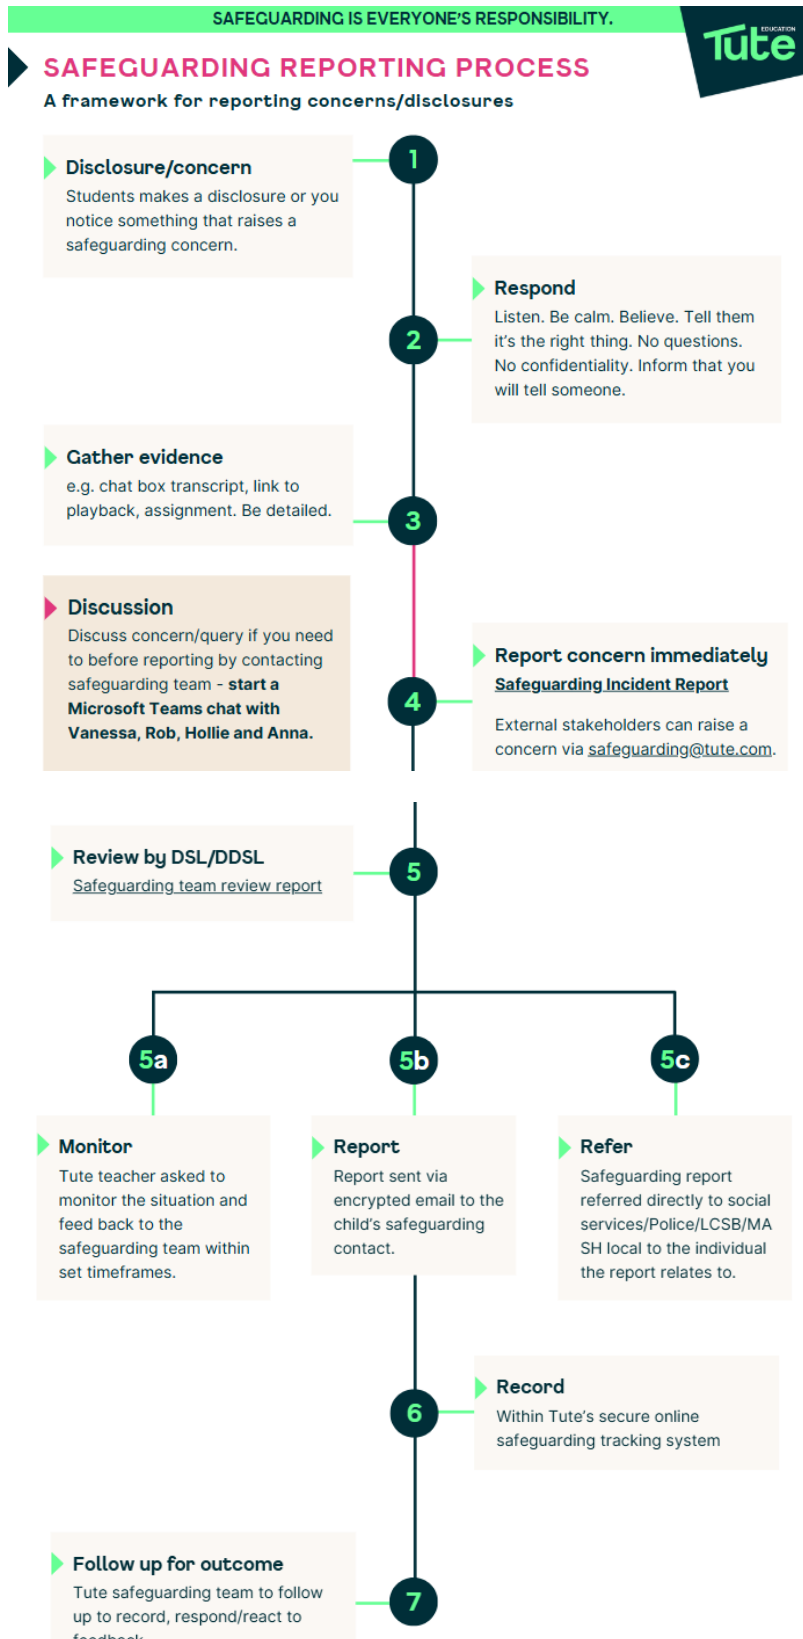 SAFEGUARDING IS EVERYONE'S RESPONSIBILITY.
EDUCATION
Tute
SAFEGUARDING REPORTING PROCESS
A framework for reporting concerns/disclosures
1
Disclosure/concern
Students makes a disclosure or you
notice something that raises a
safeguarding concern.
2
Respond
Listen. Be calm. Believe. Tell them
it's the right thing. No questions.
No confidentiality. Inform that you
will tell someone.
3
Gather evidence
e.g. chat box transcript, link to
playback, assignment. Be detailed.
Discussion
Discuss concern/query if you need
to before reporting by contacting
safeguarding team - start a
Microsoft Teams chat with
Vanessa, Rob, Hollie and Anna.
4
Report concern immediately
Safeguarding Incident Report
External stakeholders can raise a
concern via safeguarding@tute.com.
5
Review by DSL/DDSL
Safeguarding team review report
5a
Monitor
Tute teacher asked to
monitor the situation and
feed back to the
safeguarding team within
set timeframes.
5b
Report
Report sent via
encrypted email to the
child's safeguarding
contact.
5c
Refer
Safeguarding report
referred directly to social
services/Police/LCSB/MA
SH local to the individual
the report relates to.
6
Record
Within Tute's secure online
safeguarding tracking system
7
Follow up for outcome
Tute safeguarding team to follow
up to record, respond/react to